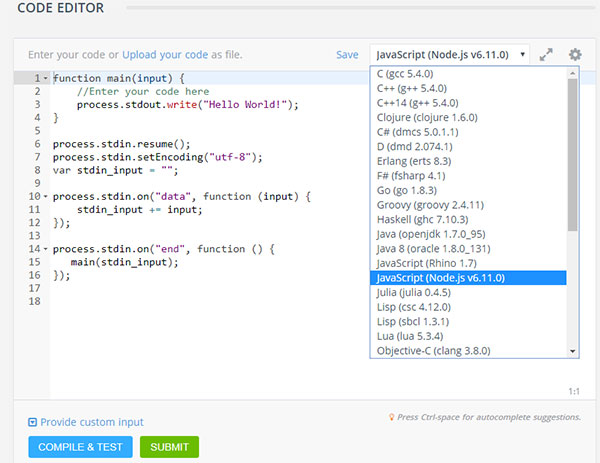 CODE EDITOR
Enter your code or Upload your code as file.
Save
JavaScript (Node.js v6.11.0)
1 function main(input) {
2 //Enter your code here
3 process.stdout.write("Hello World!");
4 }
5
6 process.stdin.resume();
7 process.stdin.setEncoding("utf-8");
8 var stdin_input = "";
9
10 process.stdin.on("data", function (input) {
11 stdin_input += input;
12 });
13
14 process.stdin.on("end", function () {
15 main(stdin_input);
16 });
17
18
C (gcc 5.4.0)
C++ (g++ 5.4.0)
C++14 (g++ 5.4.0)
Clojure (clojure 1.6.0)
C# (dmcs 5.0.1.1)
D (dmd 2.074.1)
Erlang (erts 8.3)
F# (fsharp 4.1)
Go (go 1.8.3)
Groovy (groovy 2.4.11)
Haskell (ghc 7.10.3)
Java (openjdk 1.7.0_95)
Java 8 (oracle 1.8.0_131)
JavaScript (Rhino 1.7)
JavaScript (Node.js v6.11.0)
Julia (julia 0.4.5)
Lisp (csc 4.12.0)
Lisp (sbcl 1.3.1)
Lua (lua 5.3.4)
Objective-C (clang 3.8.0)
1:1
Provide custom input
Press Ctrl-space for autocomplete suggestions.
COMPILE & TEST
SUBMIT